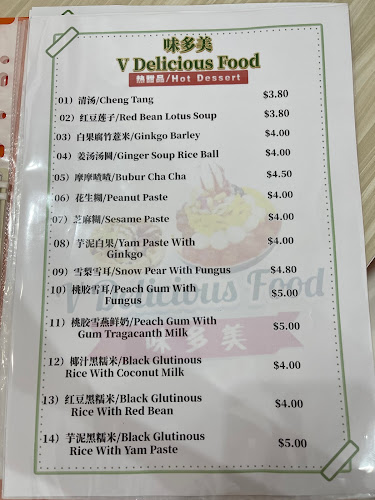 味多美
V Delicious Food
热甜品/Hot Dessert
01) 清汤/Cheng Tang $3.80
02) 红豆莲子/Red Bean Lotus Soup $3.80
03) 白果腐竹薏米/Ginkgo Barley $4.00
04) 姜汤汤圆/Ginger Soup Rice Ball $4.00
05) 摩摩喳喳/Bubur Cha Cha $4.50
06) 花生糊/Peanut Paste $4.00
07) 芝麻糊/Sesame Paste $4.00
08) 芋泥白果/Yam Paste With $4.00
Ginkgo
09) 雪梨雪耳/Snow Pear With Fungus $4.80
10) 桃胶雪耳/Peach Gum With $5.00
Fungus
V Delicious Food
11) 桃胶雪燕鲜奶/Peach Gum With $5.00
Gum Tragacanth Milk
味多美
12) 椰汁黑糯米/Black Glutinous $4.00
Rice With Coconut Milk
13) 红豆黑糯米/Black Glutinous $4.00
Rice With Red Bean
14) 芋泥黑糯米/Black Glutinous $5.00
Rice With Yam Paste